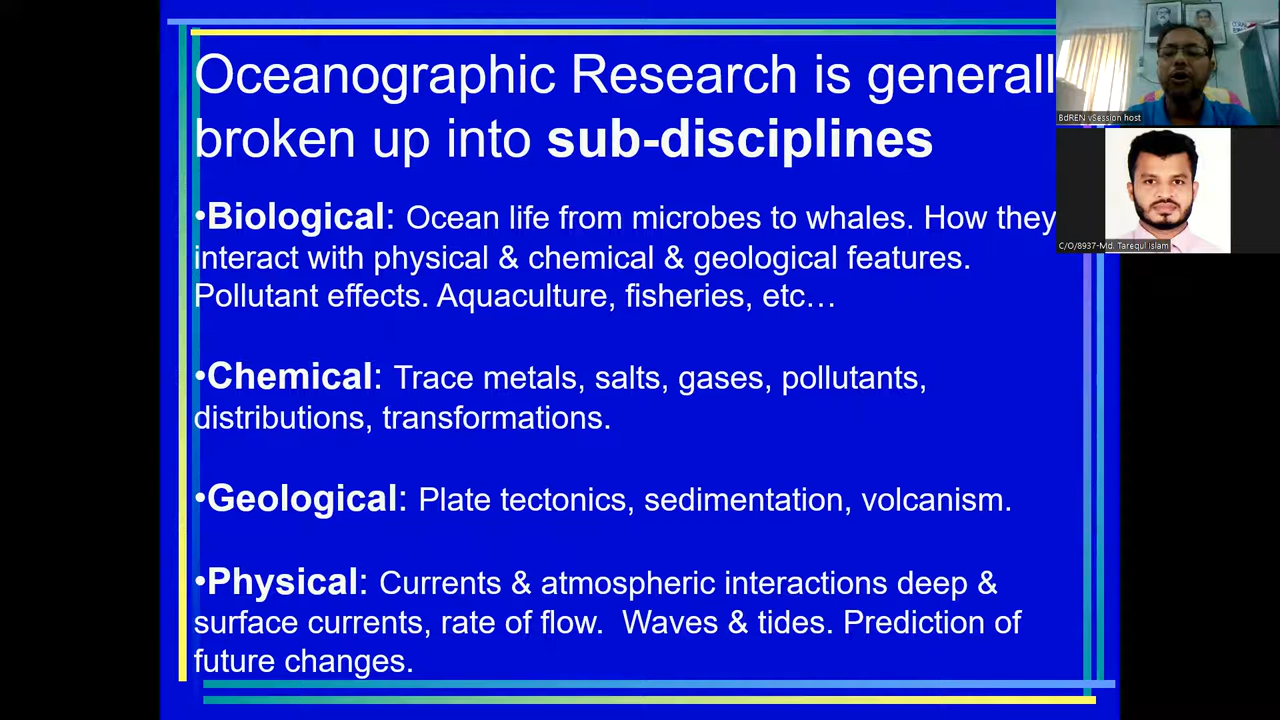 Oceanographic Research is generall
broken up into sub-disciplines
•Biological: Ocean life from microbes to whales. How they
interact with physical & chemical & geological features.
Pollutant effects. Aquaculture, fisheries, etc…
•Chemical: Trace metals, salts, gases, pollutants,
distributions, transformations.
•Geological: Plate tectonics, sedimentation, volcanism.
•Physical: Currents & atmospheric interactions deep &
surface currents, rate of flow.  Waves & tides. Prediction of
future changes.
BdREN vSession host
C/O/8937-Md. Tarequl Islam